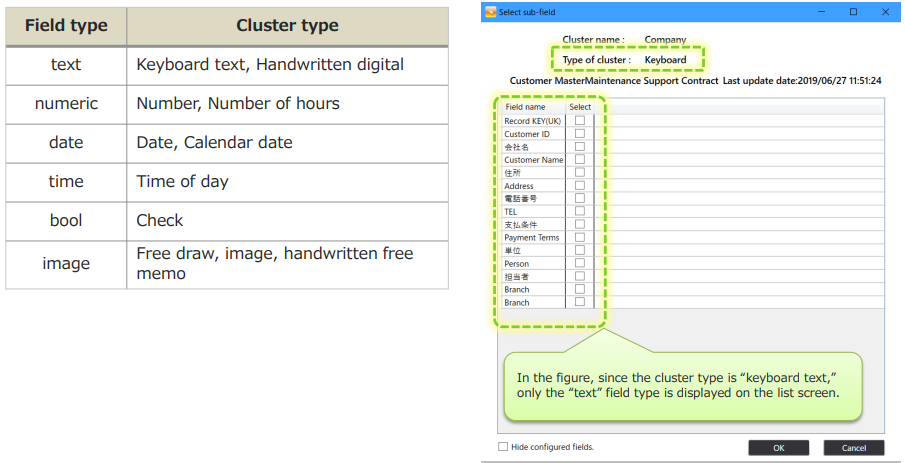 Field type Cluster type
text Keyboard text, Handwritten digital
numeric Number, Number of hours
date Date, Calendar date
time Time of day
bool Check
image Free draw, image, handwritten free
memo
Select sub-field
Cluster name : Company
Type of cluster : Keyboard
Customer MasterMaintenance Support Contract Last update date:2019/06/27 11:51:24
Field name Select
Record KEY(UK)
Customer ID
会社名
Customer Name
住所
Address
電話番号
TEL
支払条件
Payment Terms
単位
Person
担当者
Branch
Branch
In the figure, since the cluster type is “keyboard text,”
only the “text” field type is displayed on the list screen.
Hide configured fields.
OK Cancel